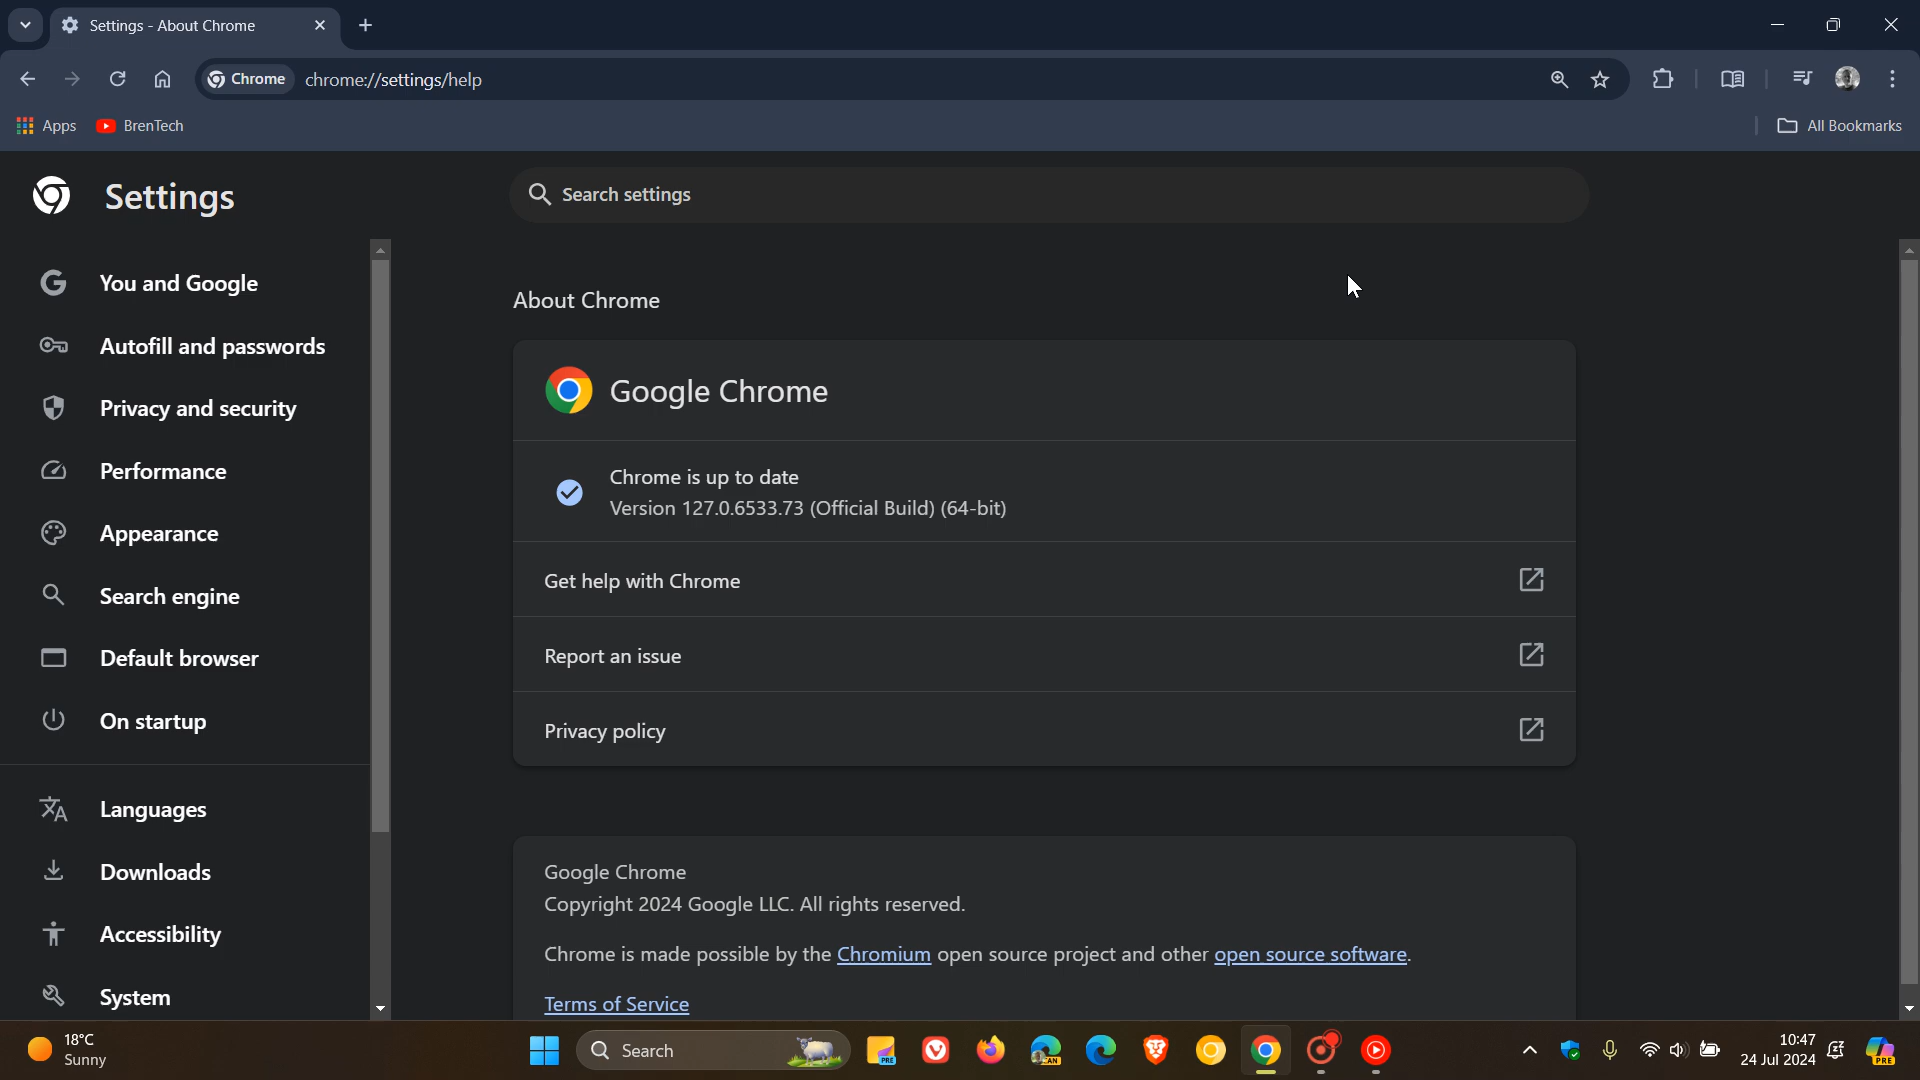 Settings - About Chrome
Chrome
chrome://settings/help
Apps
BrenTech
All Bookmarks
Settings
Search settings
You and Google
Autofill and passwords
Privacy and security
Performance
Appearance
Search engine
Default browser
On startup
Languages
Downloads
Accessibility
System
About Chrome
Google Chrome
Chrome is up to date
Version 127.0.6533.73 (Official Build) (64-bit)
Get help with Chrome
Report an issue
Privacy policy
Google Chrome
Copyright 2024 Google LLC. All rights reserved.
Chrome is made possible by the Chromium open source project and other open source software.
Terms of Service
18°C
Sunny
Search
PRE
CAN
10:47
24 Jul 2024
PRE